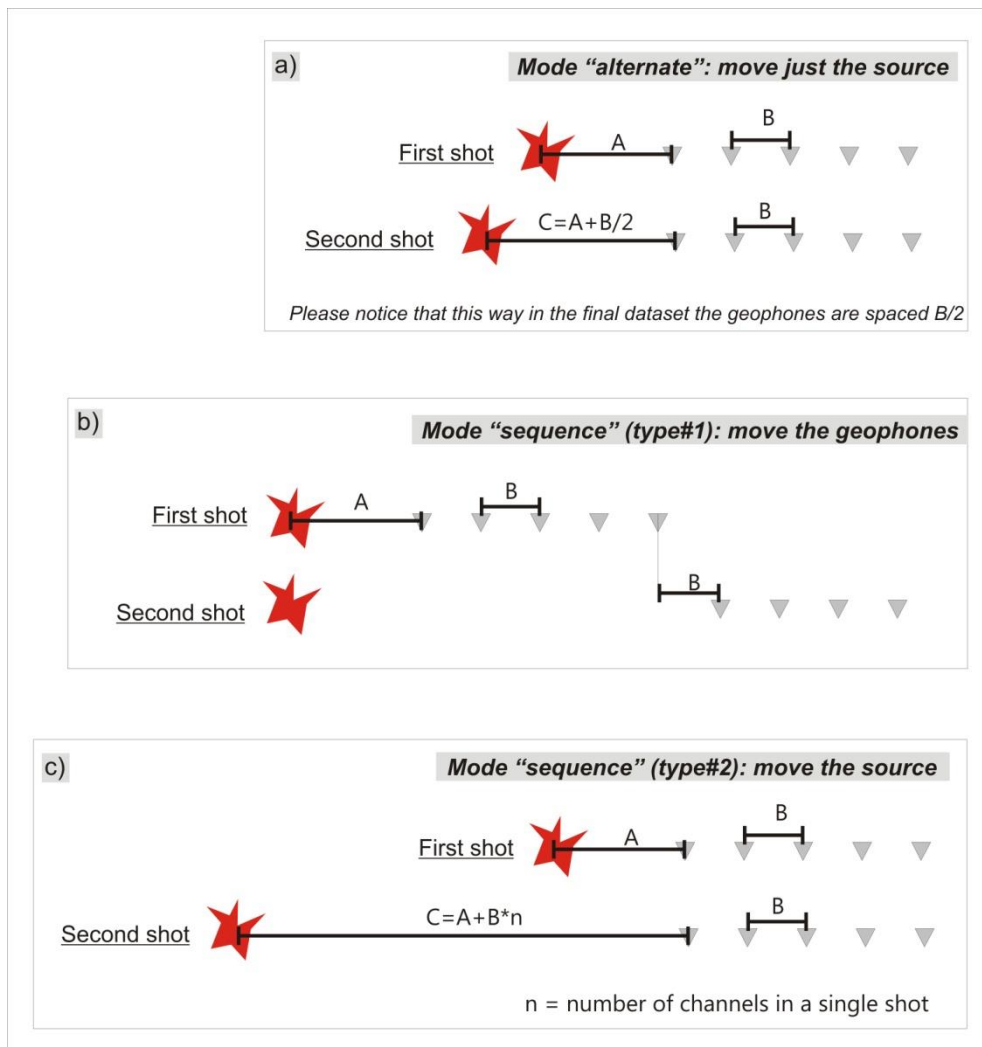 a)
Mode “alternate”: move just the source
B
First shot
A
B
Second shot
C=A+B/2
Please notice that this way in the final dataset the geophones are spaced B/2
b)
Mode “sequence” (type#1): move the geophones
B
First shot
A
B
Second shot
c)
Mode “sequence” (type#2): move the source
B
First shot
A
B
Second shot
C=A+B*n
n = number of channels in a single shot